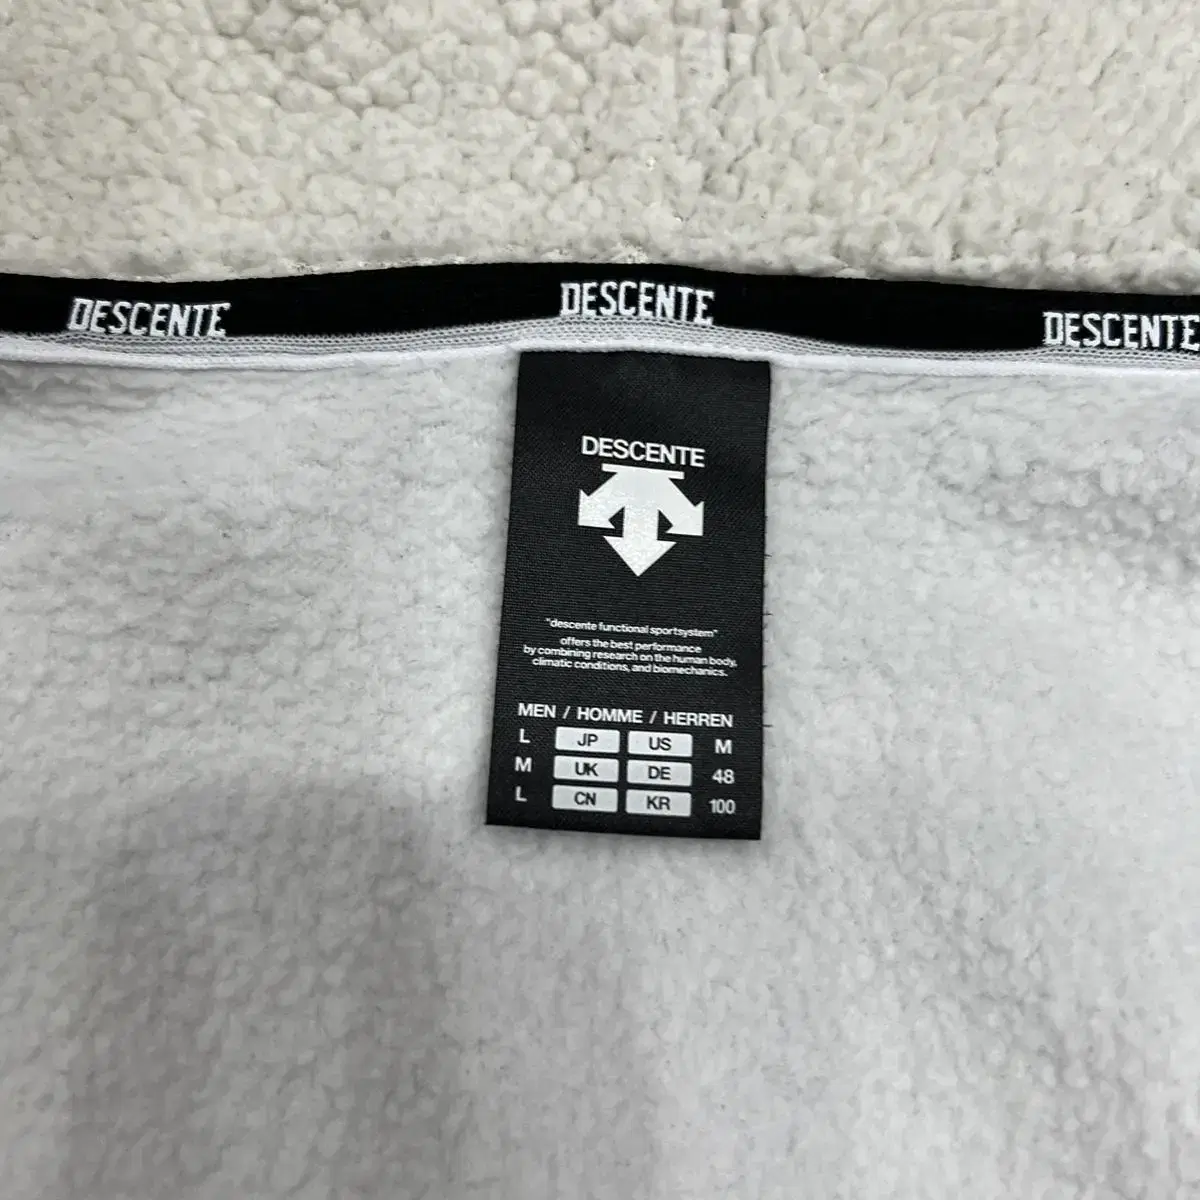 DESCENTE DESCENTE DESCENTE
DESCENTE
"descente functional sportsystem"
offers the best performance
by combining research on the human body,
climatic conditions, and biomechanics.
MEN / HOMME / HERREN
L JP US M
M UK DE 48
L CN KR 100